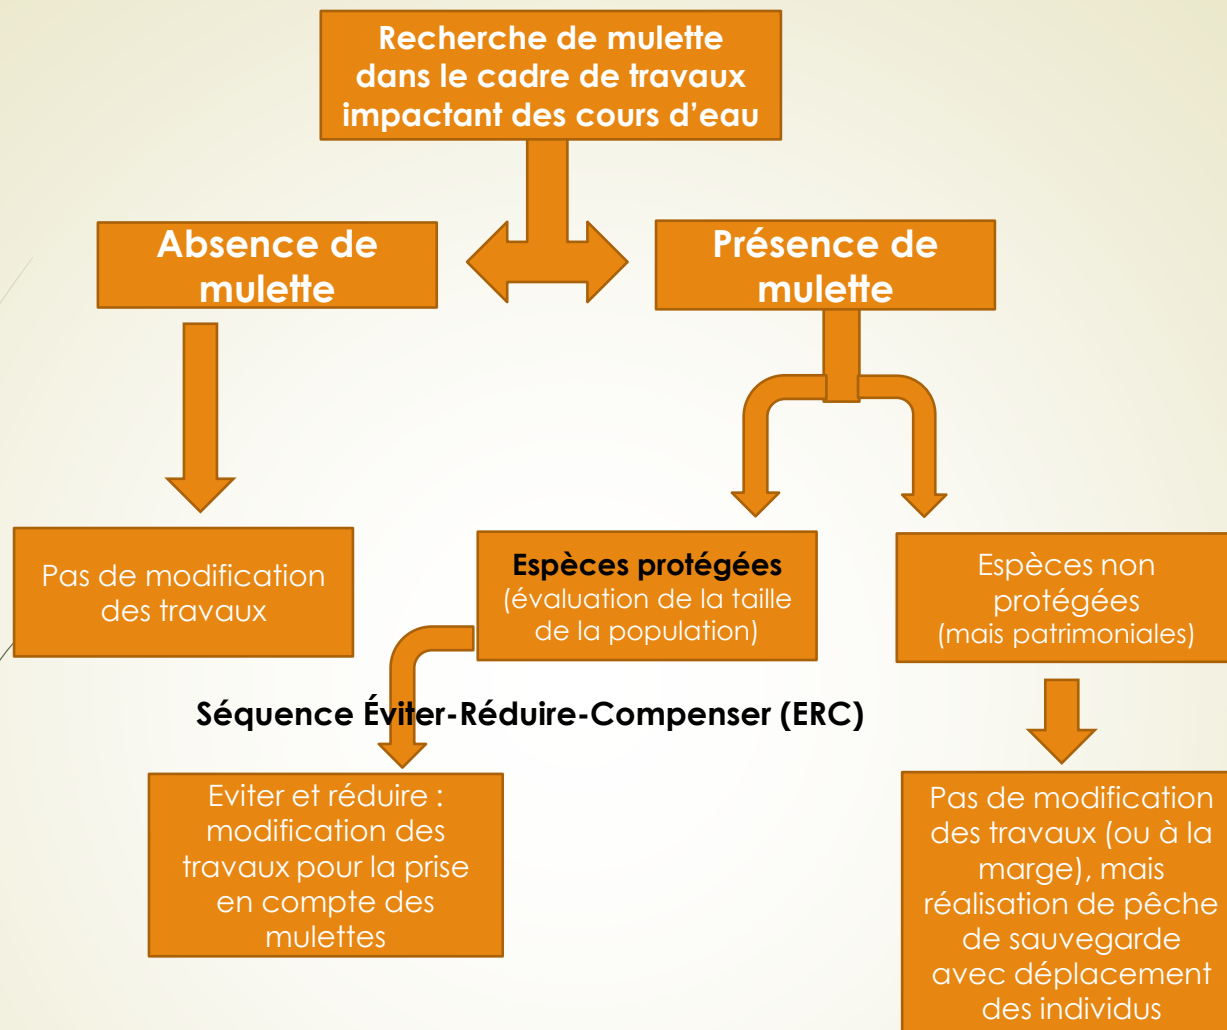 Recherche de mulette
dans le cadre de travaux
impactant des cours d’eau
Absence de
mulette
Présence de
mulette
Pas de modification
des travaux
Espèces protégées
(évaluation de la taille
de la population)
Espèces non
protégées
(mais patrimoniales)
Séquence Éviter-Réduire-Compenser (ERC)
Eviter et réduire :
modification des
travaux pour la prise
en compte des
mulettes
Pas de modification
des travaux (ou à la
marge), mais
réalisation de pêche
de sauvegarde
avec déplacement
des individus